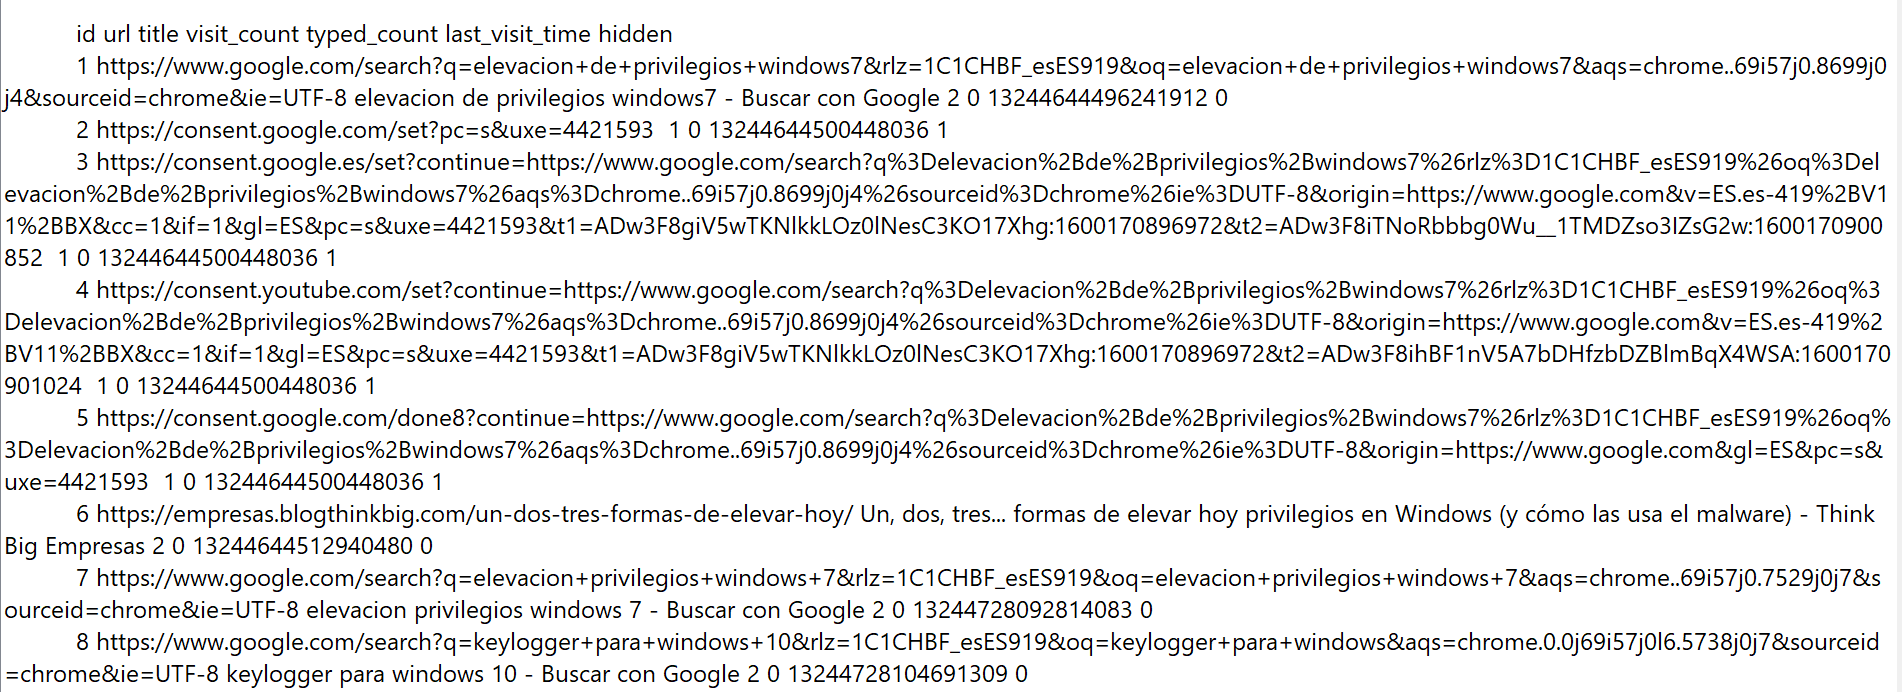 id url title visit_count typed_count last_visit_time hidden
1 https://www.google.com/search?q=elevacion+de+privilegios+windows7&rlz=1C1CHBF_esES919&oq=elevacion+de+privilegios+windows7&aqs=chrome..69i57j0.8699j0
j4&sourceid=chrome&ie=UTF-8 elevacion de privilegios windows7 - Buscar con Google 2 0 13244644496241912 0
2 https://consent.google.com/set?pc=s&uxe=4421593  1 0 13244644500448036 1
3 https://consent.google.es/set?continue=https://www.google.com/search?q%3Delevacion%2Bde%2Bprivilegios%2Bwindows7%26rlz%3D1C1CHBF_esES919%26oq%3Del
evacion%2Bde%2Bprivilegios%2Bwindows7%26aqs%3Dchrome..69i57j0.8699j0j4%26sourceid%3Dchrome%26ie%3DUTF-8&origin=https://www.google.com&v=ES.es-419%2BV1
1%2BBX&cc=1&if=1&gl=ES&pc=s&uxe=4421593&t1=ADw3F8giV5wTKNlkkLOz0lNesC3KO17Xhg:1600170896972&t2=ADw3F8iTNoRbbbg0Wu__1TMDZso3IZsG2w:1600170900
852  1 0 13244644500448036 1
4 https://consent.youtube.com/set?continue=https://www.google.com/search?q%3Delevacion%2Bde%2Bprivilegios%2Bwindows7%26rlz%3D1C1CHBF_esES919%26oq%3
Delevacion%2Bde%2Bprivilegios%2Bwindows7%26aqs%3Dchrome..69i57j0.8699j0j4%26sourceid%3Dchrome%26ie%3DUTF-8&origin=https://www.google.com&v=ES.es-419%2
BV11%2BBX&cc=1&if=1&gl=ES&pc=s&uxe=4421593&t1=ADw3F8giV5wTKNlkkLOz0lNesC3KO17Xhg:1600170896972&t2=ADw3F8ihBF1nV5A7bDHfzbDZBlmBqX4WSA:1600170
901024  1 0 13244644500448036 1
5 https://consent.google.com/done8?continue=https://www.google.com/search?q%3Delevacion%2Bde%2Bprivilegios%2Bwindows7%26rlz%3D1C1CHBF_esES919%26oq%
3Delevacion%2Bde%2Bprivilegios%2Bwindows7%26aqs%3Dchrome..69i57j0.8699j0j4%26sourceid%3Dchrome%26ie%3DUTF-8&origin=https://www.google.com&gl=ES&pc=s&
uxe=4421593  1 0 13244644500448036 1
6 https://empresas.blogthinkbig.com/un-dos-tres-formas-de-elevar-hoy/ Un, dos, tres... formas de elevar hoy privilegios en Windows (y cómo las usa el malware) - Think
Big Empresas 2 0 13244644512940480 0
7 https://www.google.com/search?q=elevacion+privilegios+windows+7&rlz=1C1CHBF_esES919&oq=elevacion+privilegios+windows+7&aqs=chrome..69i57j0.7529j0j7&s
ourceid=chrome&ie=UTF-8 elevacion privilegios windows 7 - Buscar con Google 2 0 13244728092814083 0
8 https://www.google.com/search?q=keylogger+para+windows+10&rlz=1C1CHBF_esES919&oq=keylogger+para+windows&aqs=chrome.0.0j69i57j0l6.5738j0j7&sourceid
=chrome&ie=UTF-8 keylogger para windows 10 - Buscar con Google 2 0 13244728104691309 0